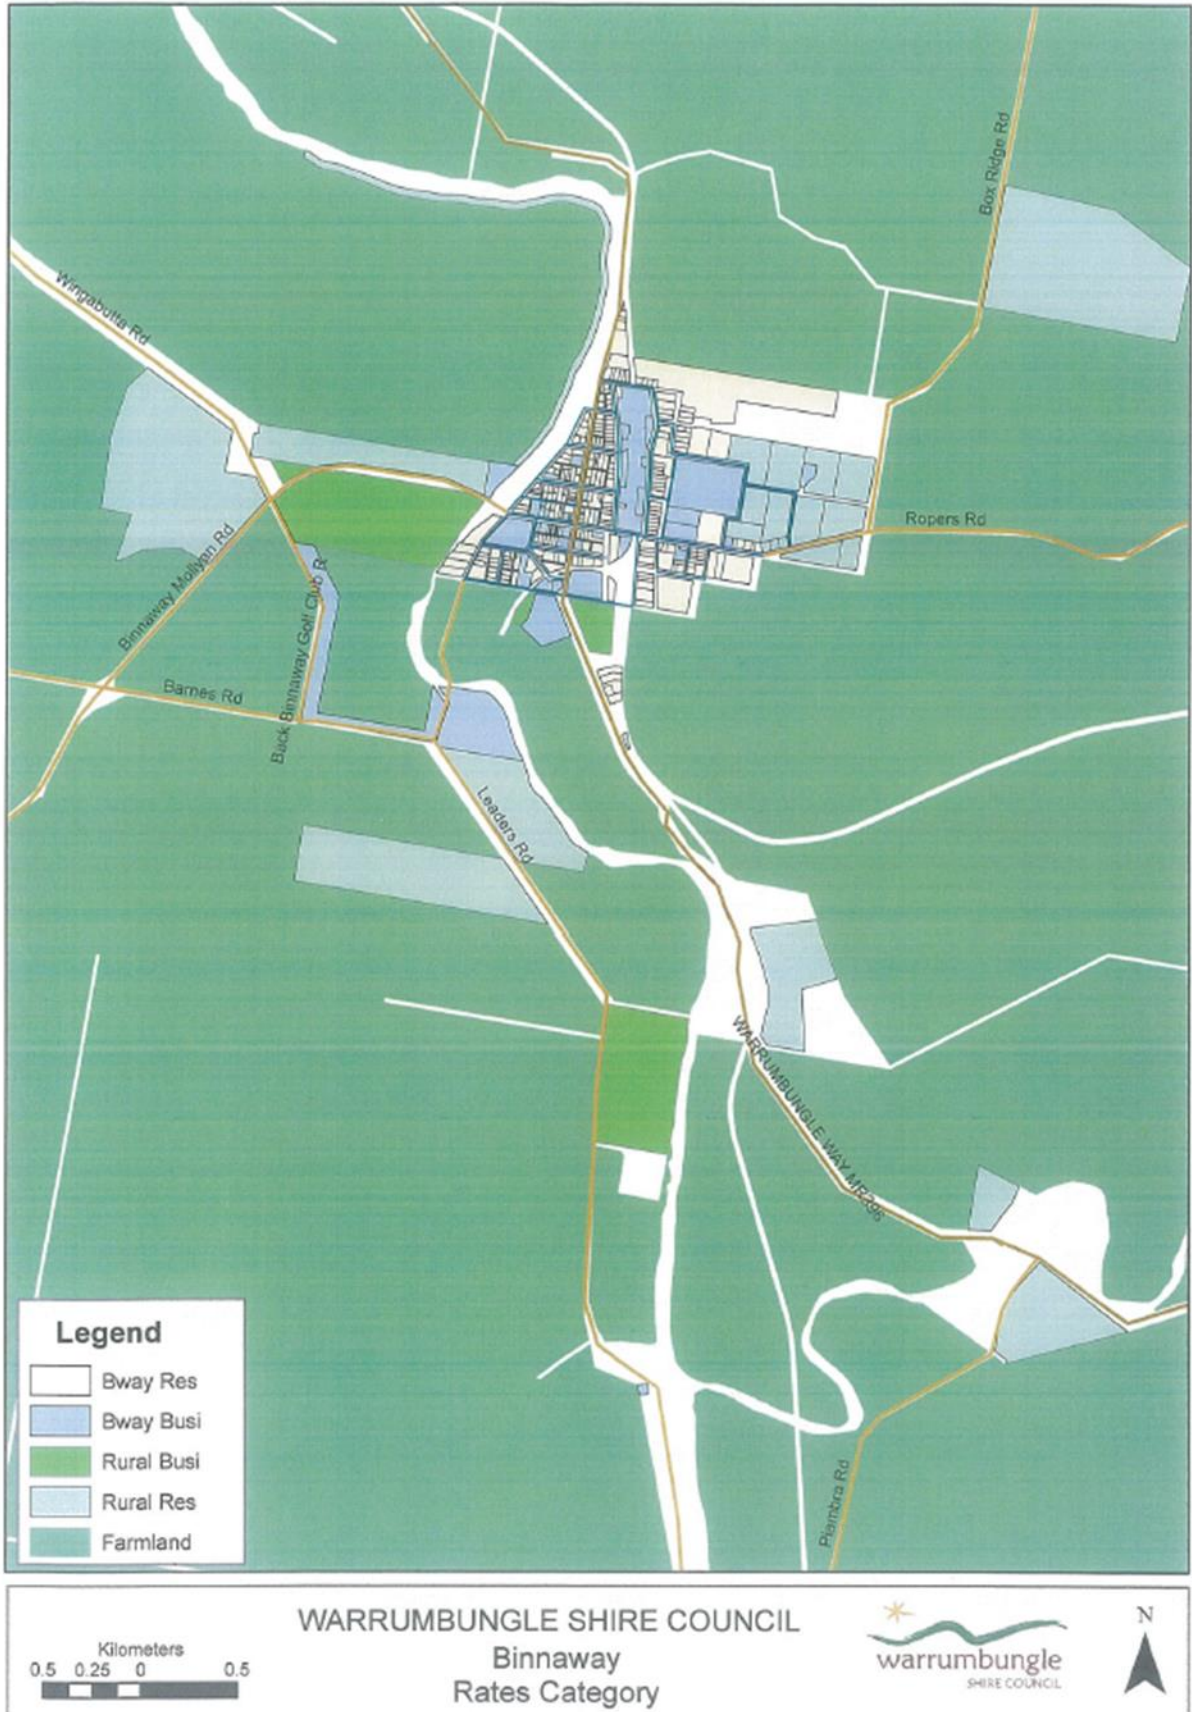 Box Ridge Rd
Wingabutta Rd
Ropers Rd
Binnaway Mollyan Rd
Back Binnaway Golf Club R
Barnes Rd
Leaders Rd
WARRUMBUNGLE WAY MR396
Piambra Rd
Legend
Bway Res
Bway Busi
Rural Busi
Rural Res
Farmland
WARRUMBUNGLE SHIRE COUNCIL
Binnaway
Rates Category
Kilometers
0.5 0.25 0 0.5
warrumbungle
SHIRE COUNCIL
N